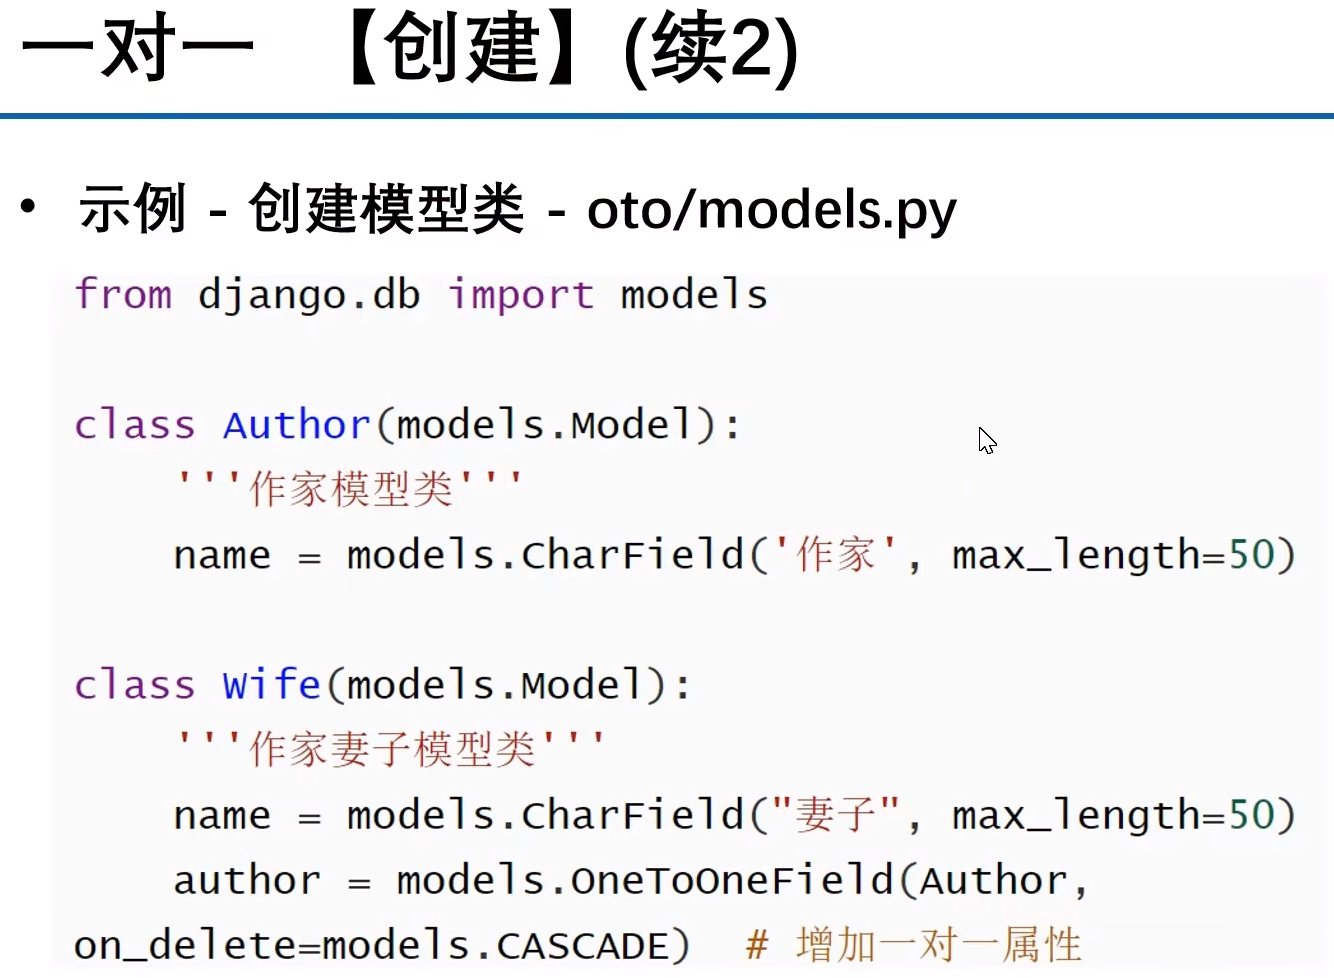 一对一 【创建】(续2)
• 示例 - 创建模型类 - oto/models.py
from django.db import models
class Author(models.Model):
'''作家模型类'''
name = models.CharField('作家', max_length=50)
class Wife(models.Model):
'''作家妻子模型类'''
name = models.CharField("妻子", max_length=50)
author = models.OneToOneField(Author,
on_delete=models.CASCADE) # 增加一对一属性